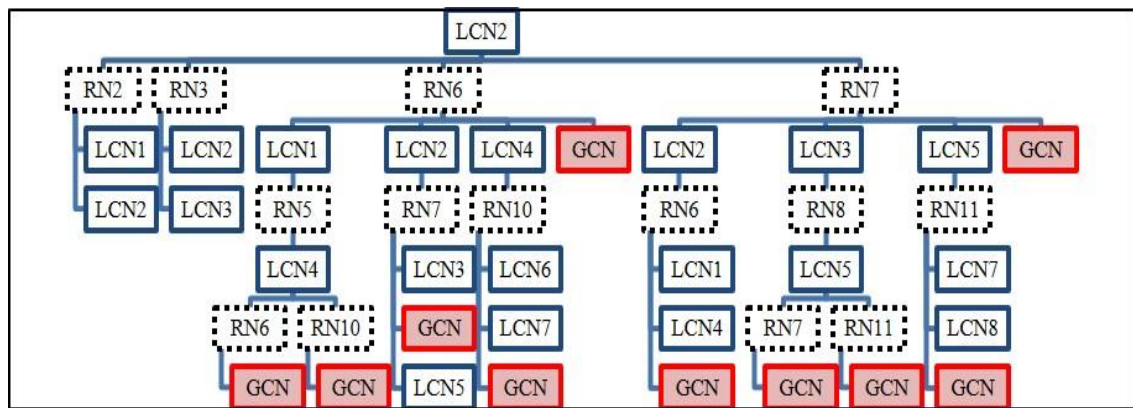 LCN2
RN2 RN3 RN6 RN7
LCN1 LCN2 LCN1 LCN2 LCN4 GCN LCN2 LCN3 LCN5 GCN
LCN2 LCN3 RN5 RN7 RN10 RN6 RN8 RN11
LCN4 LCN3 LCN6 LCN1 LCN5 LCN7
RN6 RN10 GCN LCN7 LCN4 RN7 RN11 LCN8
GCN GCN LCN5 GCN GCN GCN GCN GCN